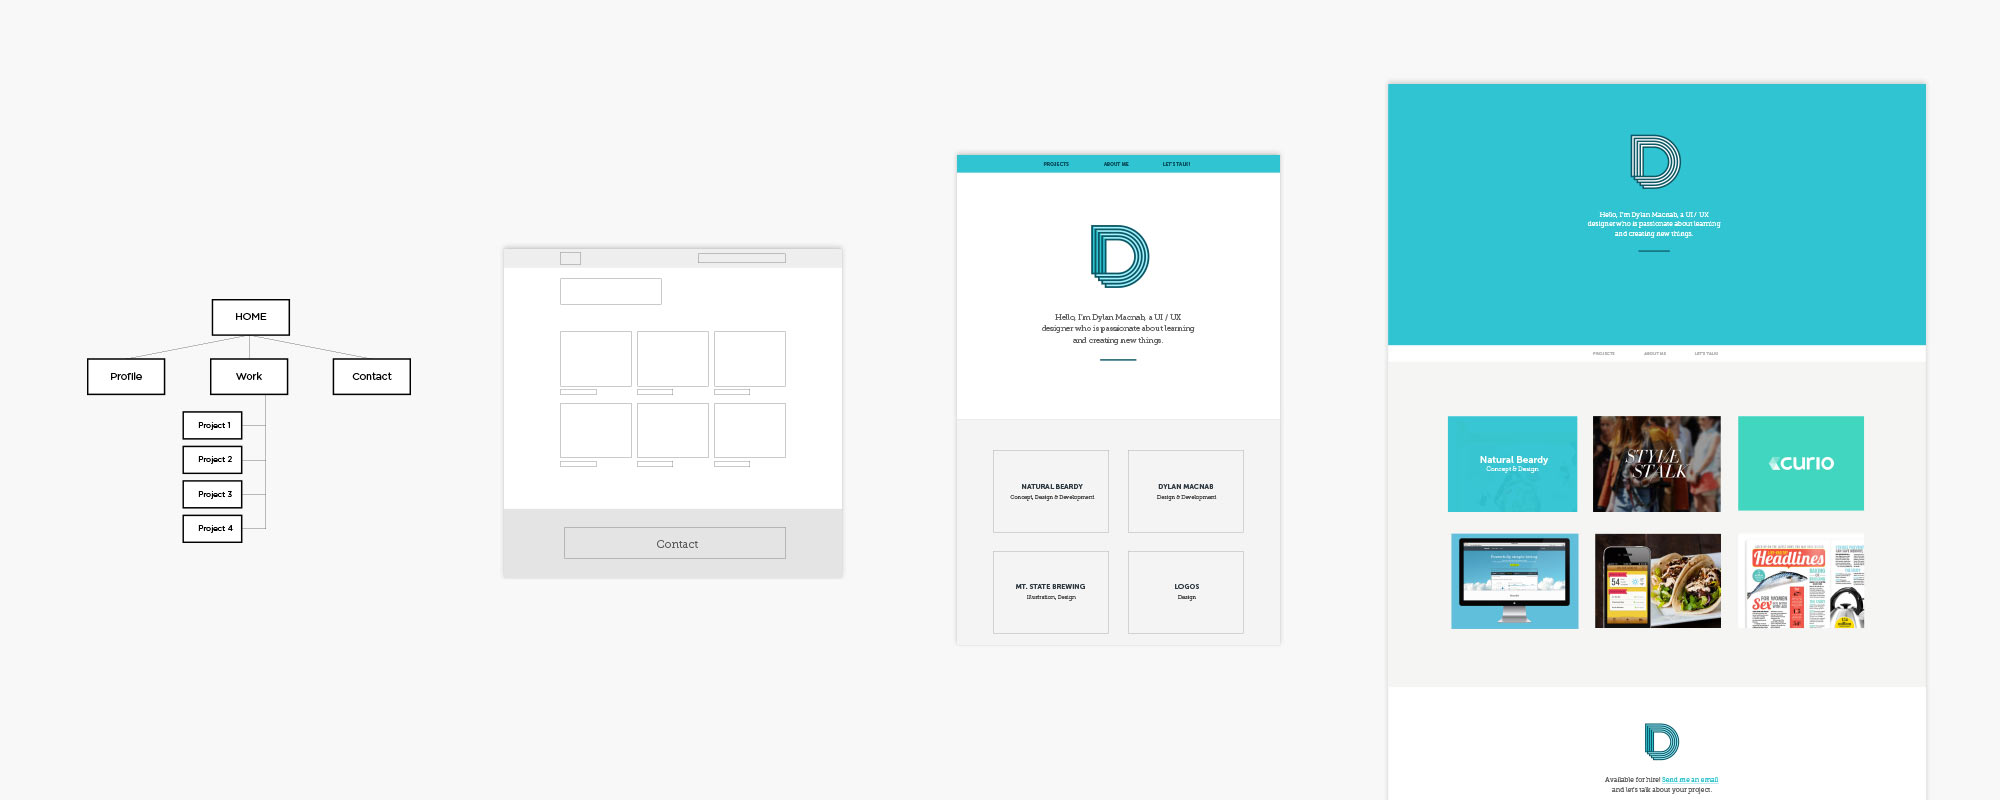 HOME
Profile
Work
Contact
Project 1
Project 2
Project 3
Project 4
Contact
PROJECTS
ABOUT ME
LET'S TALK!
Hello, I'm Dylan Macnab, a UI / UX
designer who is passionate about learning
and creating new things.
NATURAL BEARDY
Concept, Design & Development
DYLAN MACNAB
Design & Development
MT. STATE BREWING
Illustration, Design
LOGOS
Design
Hello, I'm Dylan Macnab, a UI / UX
designer who is passionate about learning
and creating new things.
PROJECTS
ABOUT ME
LET'S TALK!
Natural Beardy
Concept & Design
STYLE
STALK
curio
54
Headlines
FOR WOMEN
Sex
Available for hire! Send me an email
and let's talk about your project.